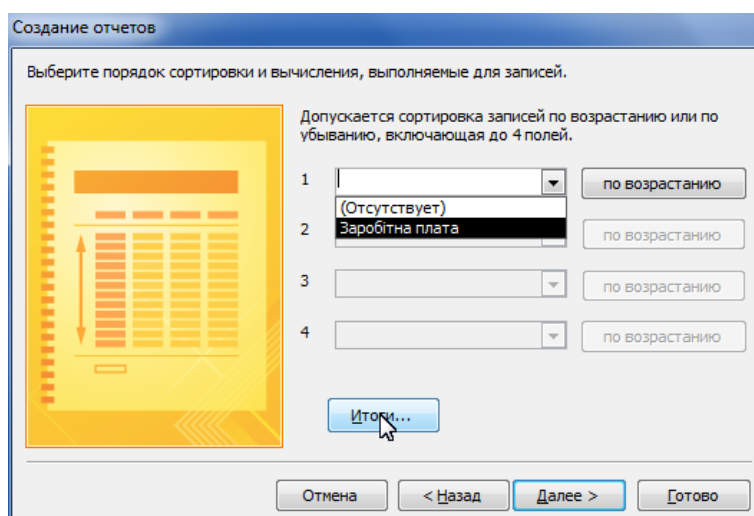 Создание отчетов
Выберите порядок сортировки и вычисления, выполняемые для записей.
Допускается сортировка записей по возрастанию или по
убыванию, включающая до 4 полей.
1
по возрастанию
(Отсутствует)
Заробітна плата
2
по возрастанию
3
по возрастанию
4
по возрастанию
Итоги...
Отмена
< Назад
Далее >
Готово